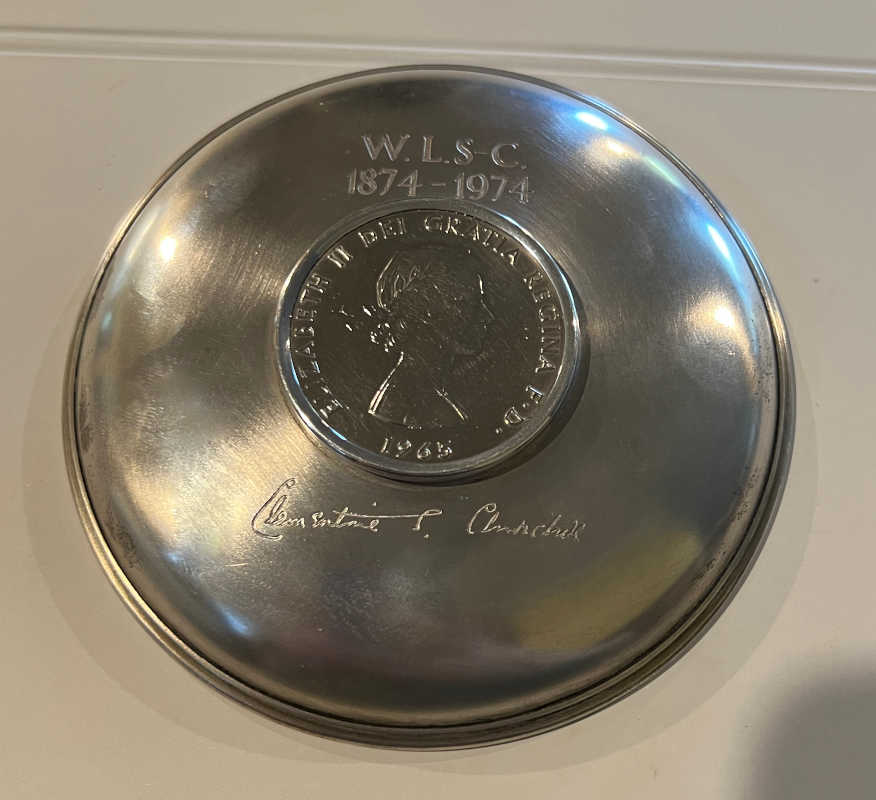 W.L.S-C.
1874-1974
ELIZABETH II DEI GRATIA REGINA F.D.
1965
Clementine S. Churchill